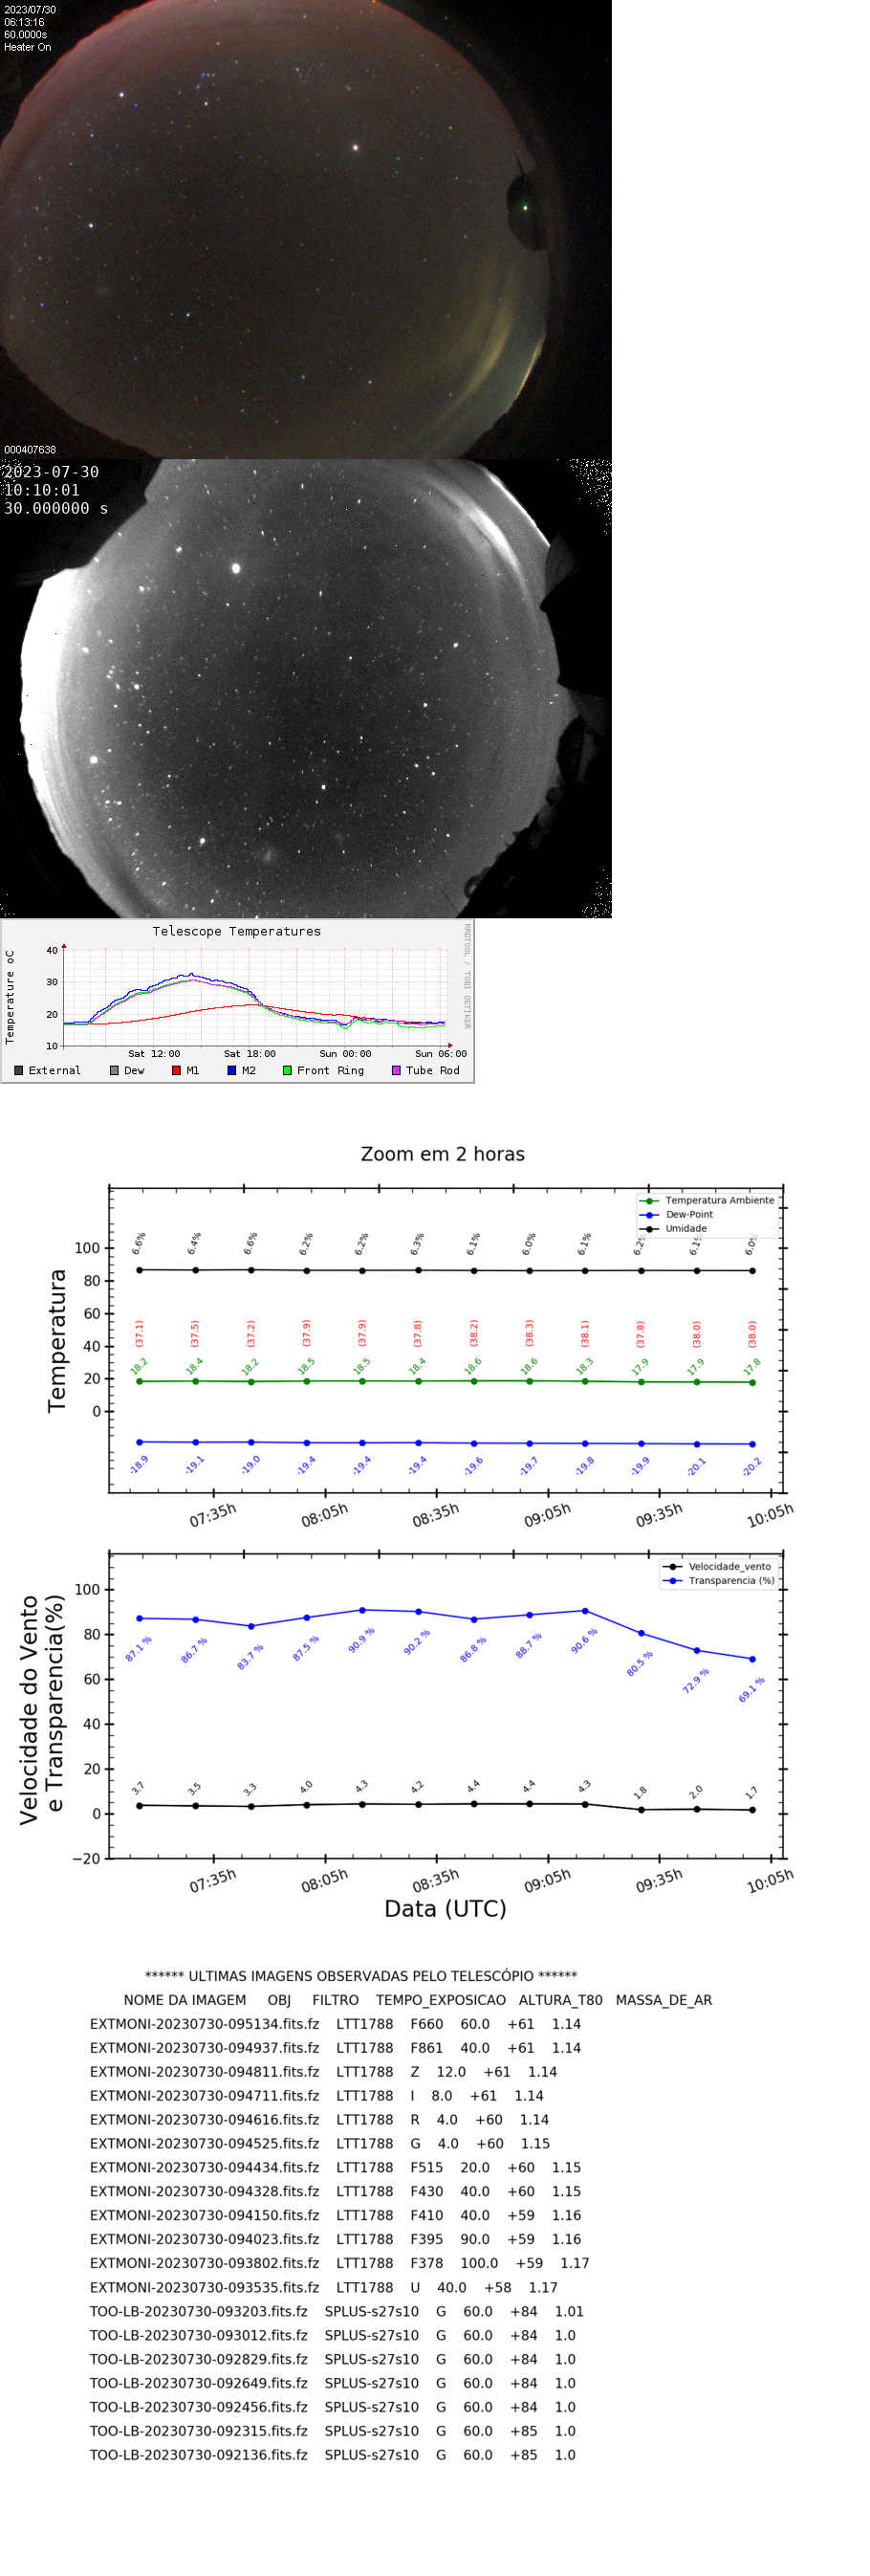 2023/07/30
06:13:16
60.0000s
Heater On
000407638
2023-07-30
10:10:01
30.000000 s
Telescope Temperatures
Temperature oC
RRDTOOL / TOBI OETIKER
40
30
20
10
Sat 12:00 Sat 18:00 Sun 00:00 Sun 06:00
External Dew M1 M2 Front Ring Tube Rod
Zoom em 2 horas
Temperatura
Temperatura Ambiente
Dew-Point
Umidade
6.6% 6.4% 6.6% 6.2% 6.2% 6.3% 6.1% 6.0% 6.1% 6.2% 6.1% 6.0%
100
80
60
40
20
0
(37.1) (37.5) (37.2) (37.9) (37.9) (37.8) (38.2) (38.3) (38.1) (37.8) (38.0) (38.0)
18.2 18.4 18.2 18.5 18.5 18.4 18.6 18.6 18.3 17.9 17.9 17.8
-18.9 -19.1 -19.0 -19.4 -19.4 -19.4 -19.6 -19.7 -19.8 -19.9 -20.1 -20.2
07:35h 08:05h 08:35h 09:05h 09:35h 10:05h
Velocidade do Vento
e Transparencia(%)
Velocidade_vento
Transparencia (%)
100
80
60
40
20
0
−20
87.1 % 86.7 % 83.7 % 87.5 % 90.9 % 90.2 % 86.8 % 88.7 % 90.6 % 80.5 % 72.9 % 69.1 %
3.7 3.5 3.3 4.0 4.3 4.2 4.4 4.4 4.3 1.8 2.0 1.7
07:35h 08:05h 08:35h 09:05h 09:35h 10:05h
Data (UTC)
****** ULTIMAS IMAGENS OBSERVADAS PELO TELESCÓPIO ******
NOME DA IMAGEM OBJ FILTRO TEMPO_EXPOSICAO ALTURA_T80 MASSA_DE_AR
EXTMONI-20230730-095134.fits.fz LTT1788 F660 60.0 +61 1.14
EXTMONI-20230730-094937.fits.fz LTT1788 F861 40.0 +61 1.14
EXTMONI-20230730-094811.fits.fz LTT1788 Z 12.0 +61 1.14
EXTMONI-20230730-094711.fits.fz LTT1788 I 8.0 +61 1.14
EXTMONI-20230730-094616.fits.fz LTT1788 R 4.0 +60 1.14
EXTMONI-20230730-094525.fits.fz LTT1788 G 4.0 +60 1.15
EXTMONI-20230730-094434.fits.fz LTT1788 F515 20.0 +60 1.15
EXTMONI-20230730-094328.fits.fz LTT1788 F430 40.0 +60 1.15
EXTMONI-20230730-094150.fits.fz LTT1788 F410 40.0 +59 1.16
EXTMONI-20230730-094023.fits.fz LTT1788 F395 90.0 +59 1.16
EXTMONI-20230730-093802.fits.fz LTT1788 F378 100.0 +59 1.17
EXTMONI-20230730-093535.fits.fz LTT1788 U 40.0 +58 1.17
TOO-LB-20230730-093203.fits.fz SPLUS-s27s10 G 60.0 +84 1.01
TOO-LB-20230730-093012.fits.fz SPLUS-s27s10 G 60.0 +84 1.0
TOO-LB-20230730-092829.fits.fz SPLUS-s27s10 G 60.0 +84 1.0
TOO-LB-20230730-092649.fits.fz SPLUS-s27s10 G 60.0 +84 1.0
TOO-LB-20230730-092456.fits.fz SPLUS-s27s10 G 60.0 +84 1.0
TOO-LB-20230730-092315.fits.fz SPLUS-s27s10 G 60.0 +85 1.0
TOO-LB-20230730-092136.fits.fz SPLUS-s27s10 G 60.0 +85 1.0